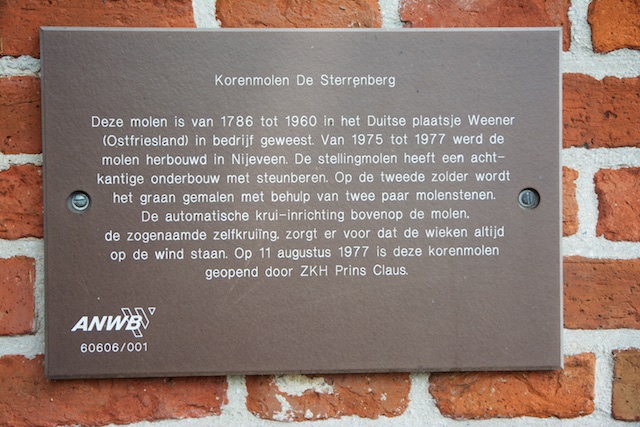 Korenmolen De Sterrenberg
Deze molen is van 1786 tot 1960 in het Duitse plaatsje Weener
(Ostfriesland) in bedrijf geweest. Van 1975 tot 1977 werd de
molen herbouwd in Nijeveen. De stellingmolen heeft een acht-
kantige onderbouw met steunberen. Op de tweede zolder wordt
het graan gemalen met behulp van twee paar molenstenen.
De automatische krui-inrichting bovenop de molen,
de zogenaamde zelfkruiïng, zorgt er voor dat de wieken altijd
op de wind staan. Op 11 augustus 1977 is deze korenmolen
geopend door ZKH Prins Claus.
ANWB
60606/001